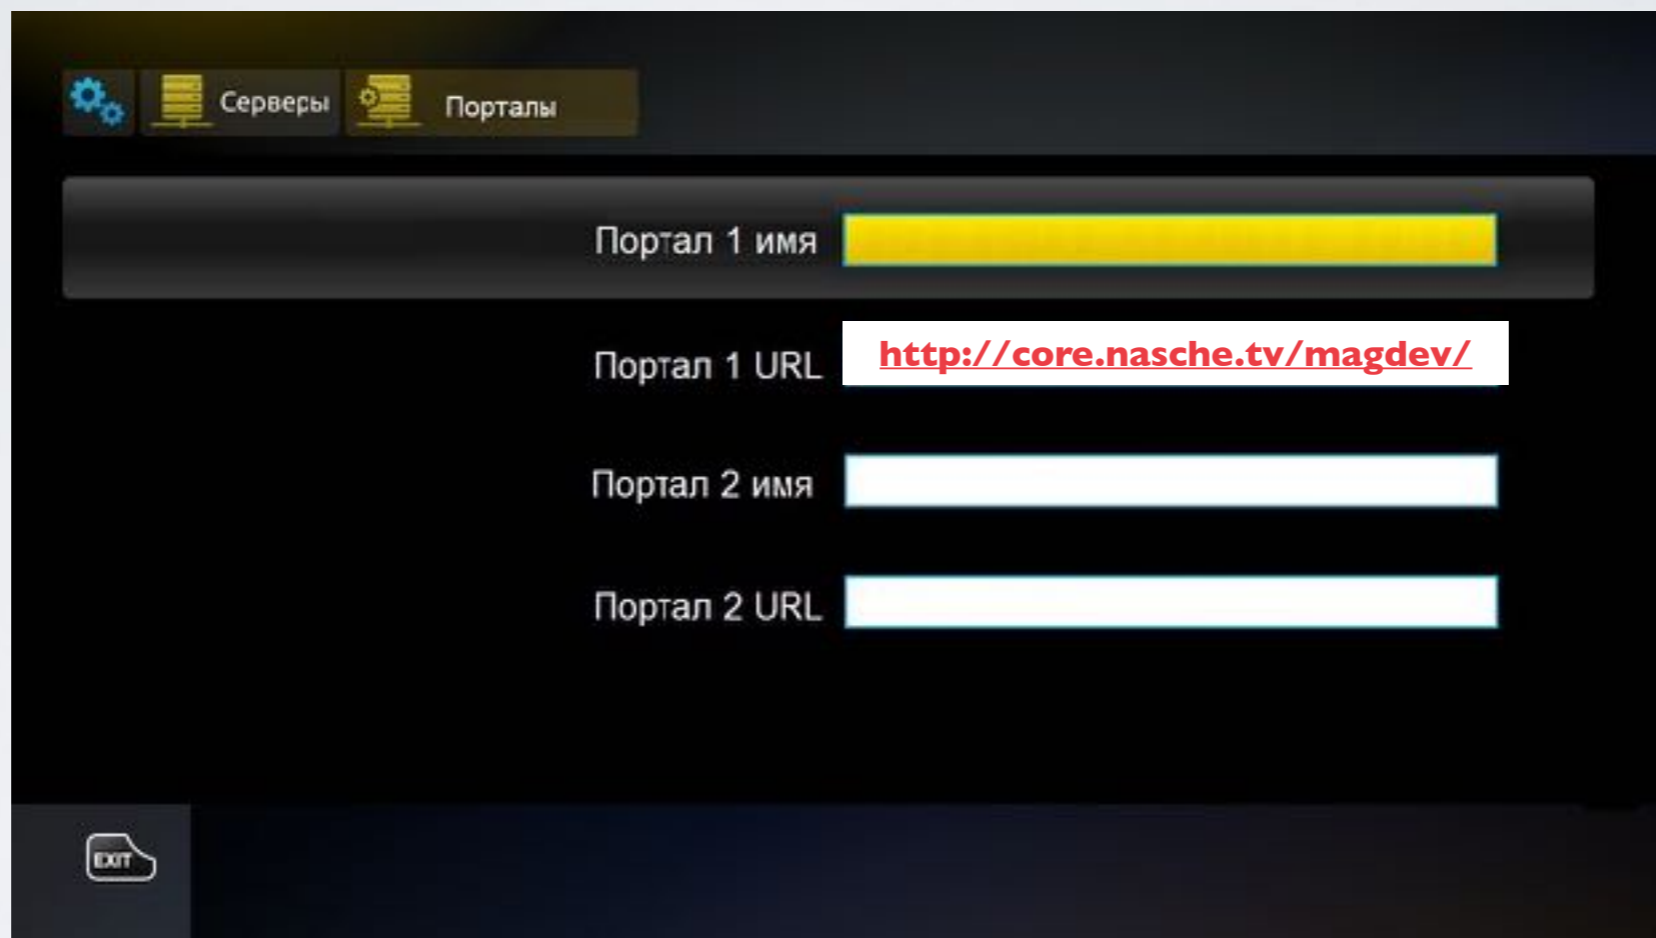 Серверы Порталы
Портал 1 имя
Портал 1 URL http://core.nasche.tv/magdev/
Портал 2 имя
Портал 2 URL
EXIT